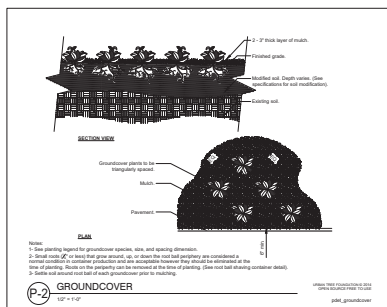 2 - 3" thick layer of mulch.
Finished grade.
Modified soil. Depth varies. (See
specifications for soil modification).
Existing soil.
SECTION VIEW
Groundcover plants to be
triangularly spaced.
Mulch.
Pavement.
6" min
PLAN
Notes:
1- See planting legend for groundcover species, size, and spacing dimension.
2- Small roots ( " or less) that grow around, up, or down the root ball periphery are considered a
normal condition in container production and are acceptable however they should be eliminated at the
time of planting. Roots on the periphery can be removed at the time of planting. (See root ball shaving container detail).
3- Settle soil around root ball of each groundcover prior to mulching.
P-2
GROUNDCOVER
1/2" = 1'-0"
URBAN TREE FOUNDATION © 2014
OPEN SOURCE FREE TO USE
pdel_groundcover